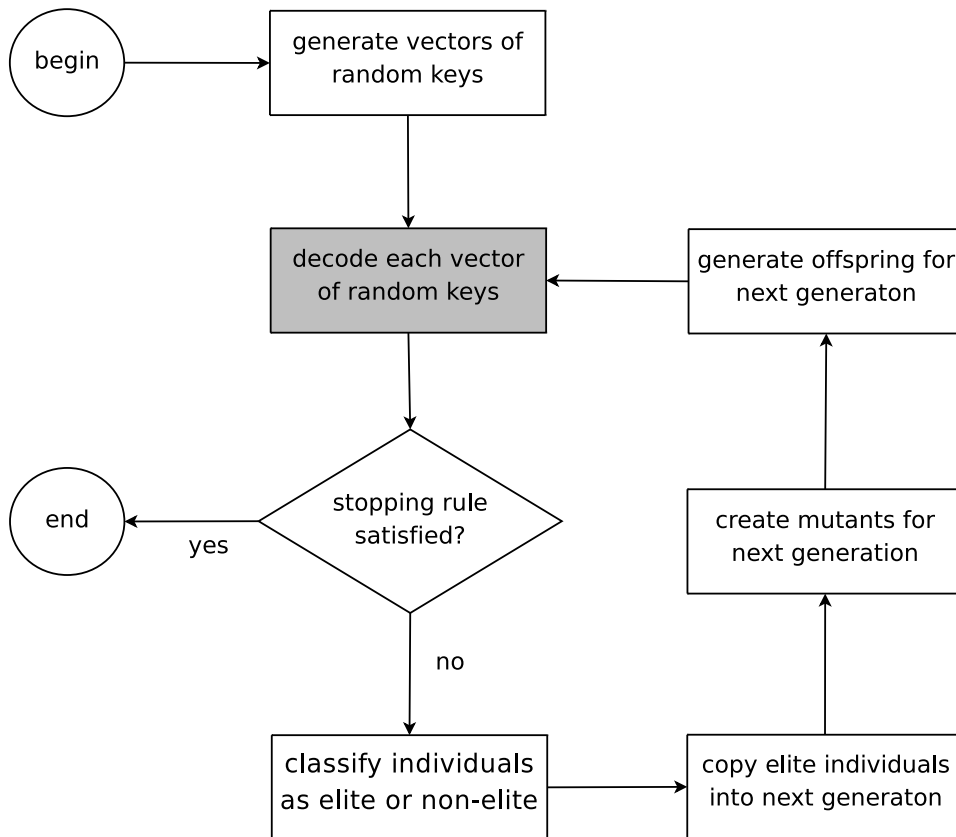 begin
generate vectors of
random keys
decode each vector
of random keys
generate offspring for
next generaton
stopping rule
satisfied?
end
yes
no
create mutants for
next generation
classify individuals
as elite or non-elite
copy elite individuals
into next generaton